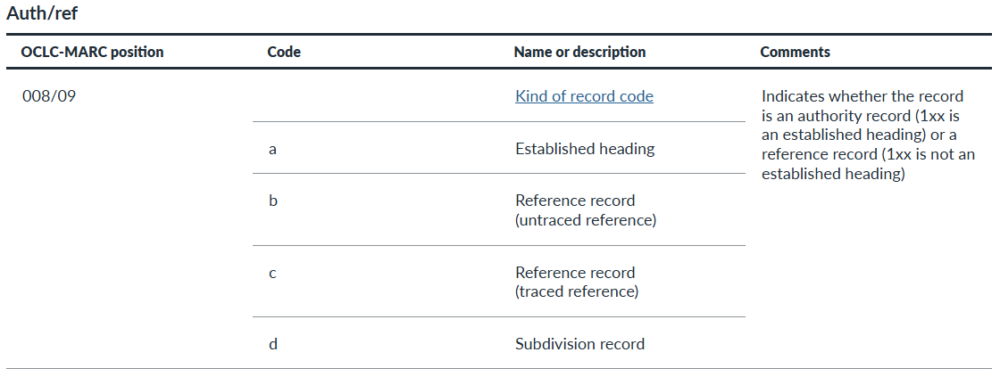 Auth/ref
OCLC-MARC position Code Name or description Comments
008/09 Kind of record code Indicates whether the record
is an authority record (1xx is
an established heading) or a
reference record (1xx is not an
established heading)
a Established heading
b Reference record
(untraced reference)
c Reference record
(traced reference)
d Subdivision record